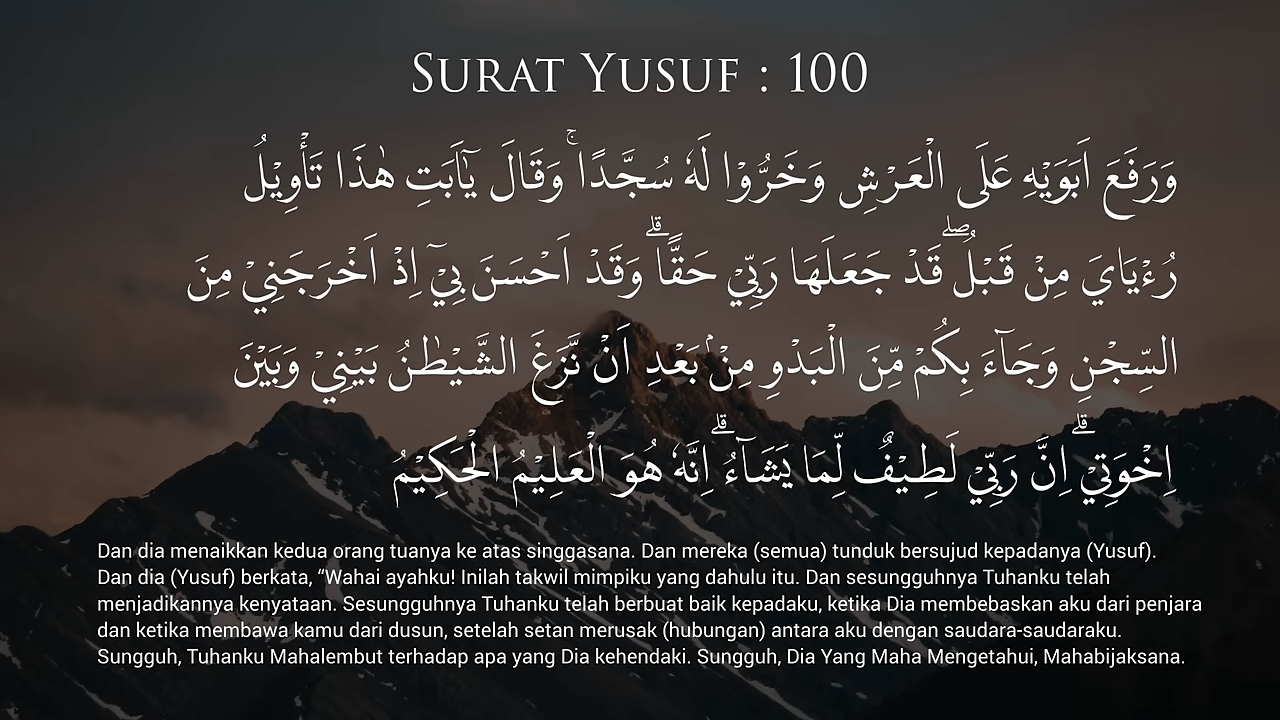 SURAT YUSUF : 100
وَرَفَعَ اَبَوَيْهِ عَلَى الْعَرْشِ وَخَرُّوْا لَهٗ سُجَّدًاۚ وَقَالَ يٰٓاَبَتِ هٰذَا تَأْوِيْلُ
رُءْيَايَ مِنْ قَبْلُۖ قَدْ جَعَلَهَا رَبِّيْ حَقًّاۗ وَقَدْ اَحْسَنَ بِيْٓ اِذْ اَخْرَجَنِيْ مِنَ
السِّجْنِ وَجَاۤءَ بِكُمْ مِّنَ الْبَدْوِ مِنْۢ بَعْدِ اَنْ نَّزَغَ الشَّيْطٰنُ بَيْنِيْ وَبَيْنَ
اِخْوَتِيْۗ اِنَّ رَبِّيْ لَطِيْفٌ لِّمَا يَشَاۤءُۗ اِنَّهٗ هُوَ الْعَلِيْمُ الْحَكِيْمُ
Dan dia menaikkan kedua orang tuanya ke atas singgasana. Dan mereka (semua) tunduk bersujud kepadanya (Yusuf).
Dan dia (Yusuf) berkata, “Wahai ayahku! Inilah takwil mimpiku yang dahulu itu. Dan sesungguhnya Tuhanku telah
menjadikannya kenyataan. Sesungguhnya Tuhanku telah berbuat baik kepadaku, ketika Dia membebaskan aku dari penjara
dan ketika membawa kamu dari dusun, setelah setan merusak (hubungan) antara aku dengan saudara-saudaraku.
Sungguh, Tuhanku Mahalembut terhadap apa yang Dia kehendaki. Sungguh, Dia Yang Maha Mengetahui, Mahabijaksana.